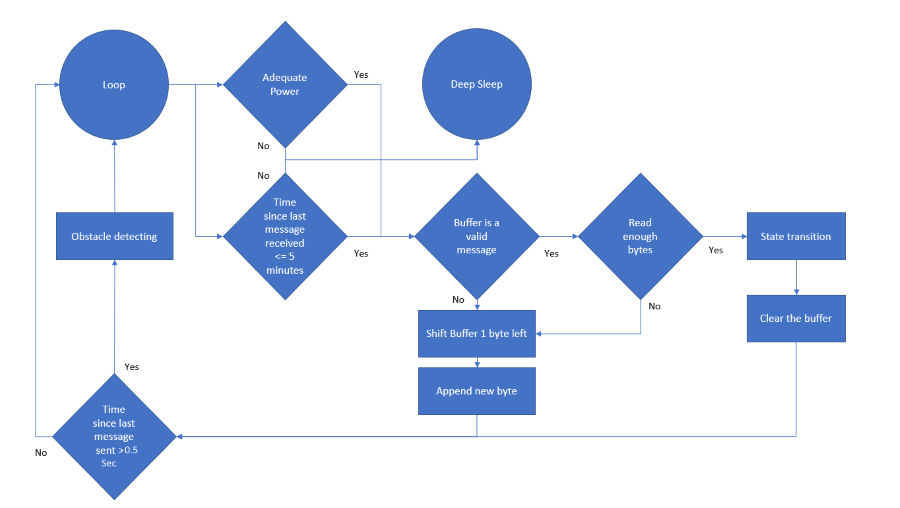 Loop
Adequate
Power
Yes
No
Deep Sleep
No
Time
since last
message
received
<= 5
minutes
Yes
Buffer is a
valid
message
Yes
No
Read
enough
bytes
Yes
No
State transition
Clear the buffer
Shift Buffer 1 byte left
Append new byte
Obstacle detecting
Yes
Time
since last
message
sent >0.5
Sec
No